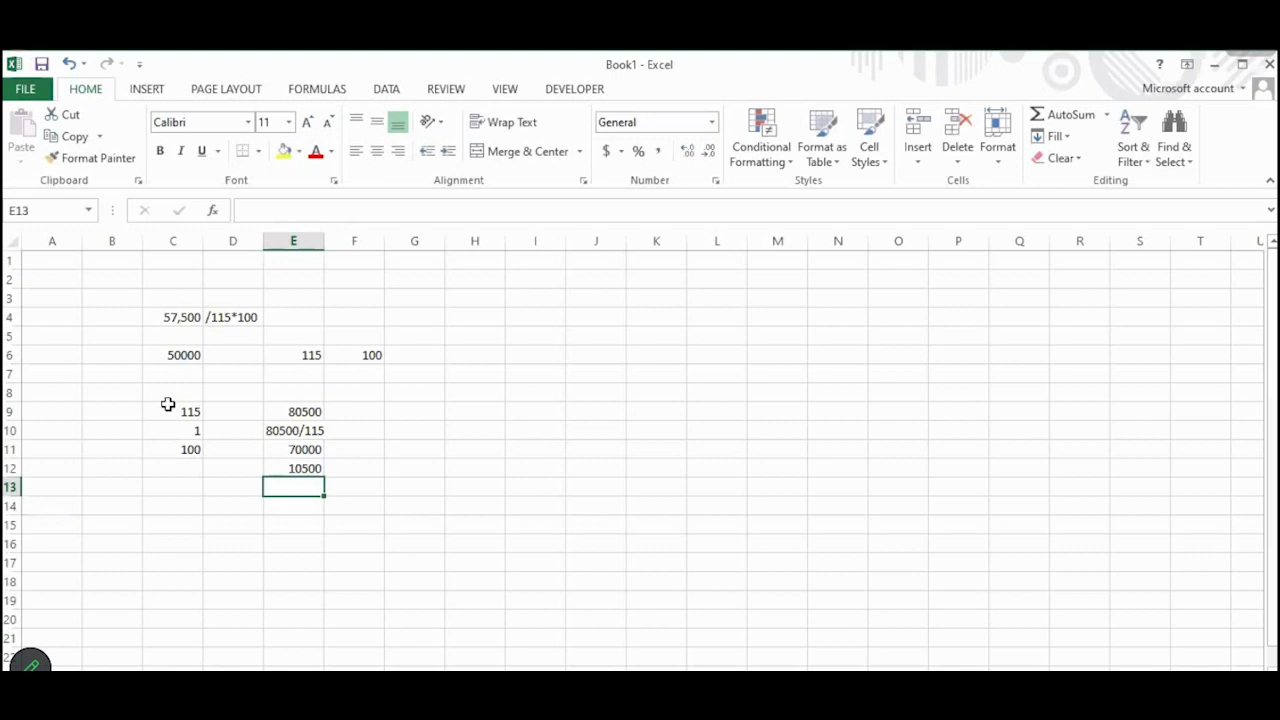 Book1 - Excel
?
FILE HOME INSERT PAGE LAYOUT FORMULAS DATA REVIEW VIEW DEVELOPER Microsoft account
Paste
Cut
Copy
Format Painter
Clipboard
Calibri 11
B I U A
Font
Wrap Text
Merge & Center
Alignment
General
$ % ,
Number
Conditional Formatting
Format as Table
Cell Styles
Styles
Insert
Delete
Format
Cells
AutoSum
Fill
Clear
Sort & Filter
Find & Select
Editing
E13 fx
A B C D E F G H I J K L M N O P Q R S T U
1
2
3
4 57,500 /115*100
5
6 50000 115 100
7
8
9 115 80500
10 1 80500/115
11 100 70000
12 10500
13
14
15
16
17
18
19
20
21
22